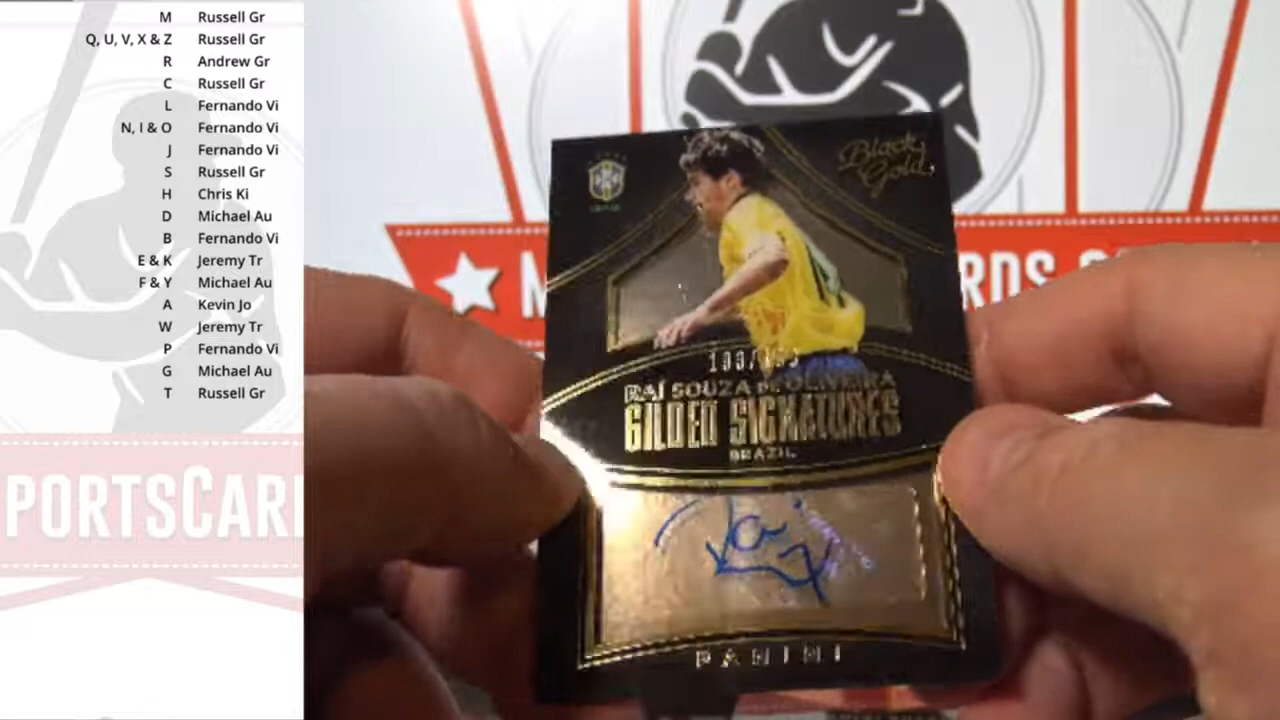 M Russell Gr
Q, U, V, X & Z Russell Gr
R Andrew Gr
C Russell Gr
L Fernando Vi
N, I & O Fernando Vi
J Fernando Vi
S Russell Gr
H Chris Ki
D Michael Au
B Fernando Vi
E & K Jeremy Tr
F & Y Michael Au
A Kevin Jo
W Jeremy Tr
P Fernando Vi
G Michael Au
T Russell Gr
PORTSCAR
Black Gold
RAÍ SOUZA DE OLIVEIRA
GILDED SIGNATURES
BRAZIL
Raí
PANINI